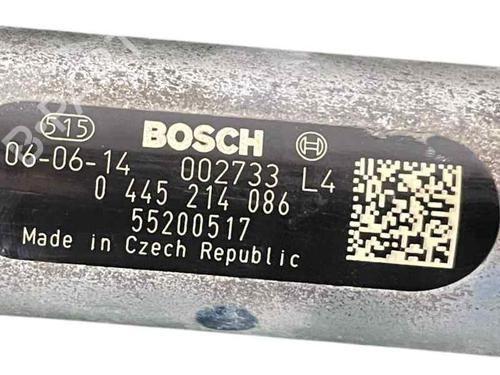 515 BOSCH
06-06-14 002733 L4
0 445 214 086
55200517
Made in Czech Republic